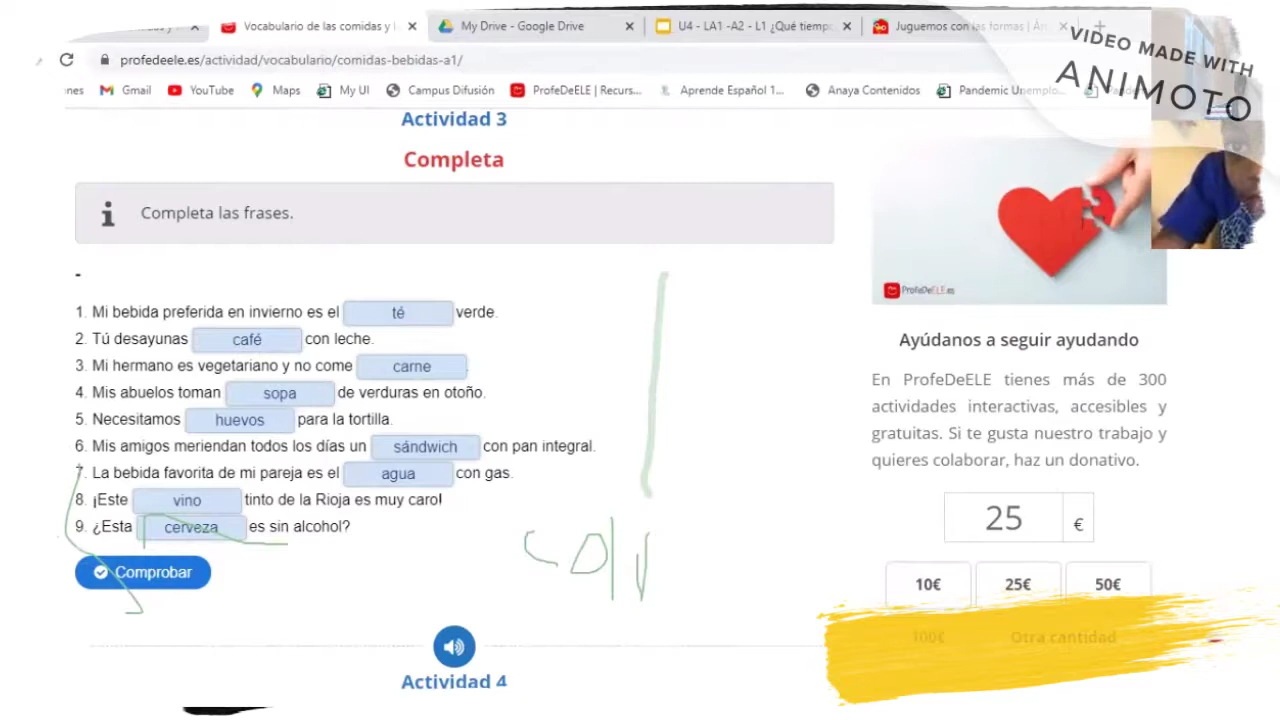 Vocabulario de las comidas y
My Drive - Google Drive
U4 - LA1 -A2 - L1 ¿Qué tiempo
Juguemos con las formas | Án
VIDEO MADE WITH
ANIMOTO
profedeele.es/actividad/vocabulario/comidas-bebidas-a1/
nes
Gmail
YouTube
Maps
My UI
Campus Difusión
ProfeDeELE | Recurs...
Aprende Español 1...
Anaya Contenidos
Pandemic Unemplo...
Actividad 3
Completa
i Completa las frases.
-
1. Mi bebida preferida en invierno es el té verde.
2. Tú desayunas café con leche.
3. Mi hermano es vegetariano y no come carne.
4. Mis abuelos toman sopa de verduras en otoño.
5. Necesitamos huevos para la tortilla.
6. Mis amigos meriendan todos los días un sándwich con pan integral.
7. La bebida favorita de mi pareja es el agua con gas.
8. ¡Este vino tinto de la Rioja es muy caro!
9. ¿Esta cerveza es sin alcohol?
Comprobar
Actividad 4
ProfeDeELE.es
Ayúdanos a seguir ayudando
En ProfeDeELE tienes más de 300
actividades interactivas, accesibles y
gratuitas. Si te gusta nuestro trabajo y
quieres colaborar, haz un donativo.
25 €
10€ 25€ 50€
100€ Otra cantidad